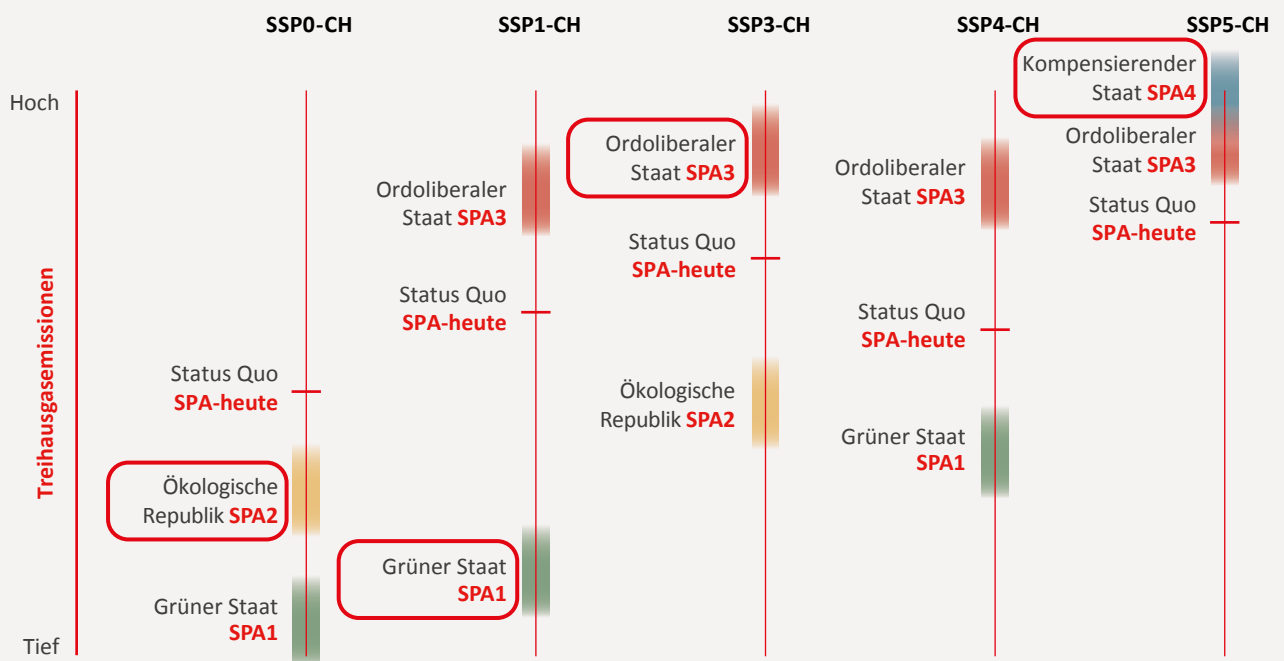 SSP0-CH
SSP1-CH
SSP3-CH
SSP4-CH
SSP5-CH
Hoch
Treihausgasemissionen
Tief
Status Quo
SPA-heute
Ökologische
Republik SPA2
Grüner Staat
SPA1
Ordoliberaler
Staat SPA3
Status Quo
SPA-heute
Grüner Staat
SPA1
Ordoliberaler
Staat SPA3
Status Quo
SPA-heute
Ökologische
Republik SPA2
Ordoliberaler
Staat SPA3
Status Quo
SPA-heute
Grüner Staat
SPA1
Kompensierender
Staat SPA4
Ordoliberaler
Staat SPA3
Status Quo
SPA-heute